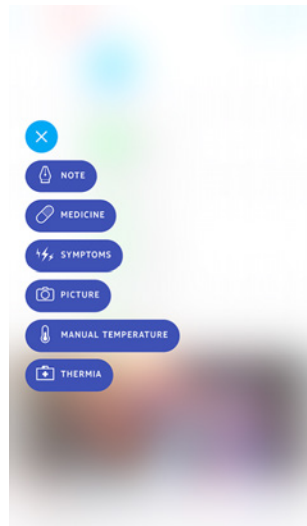 NOTE
MEDICINE
SYMPTOMS
PICTURE
MANUAL TEMPERATURE
THERMIA